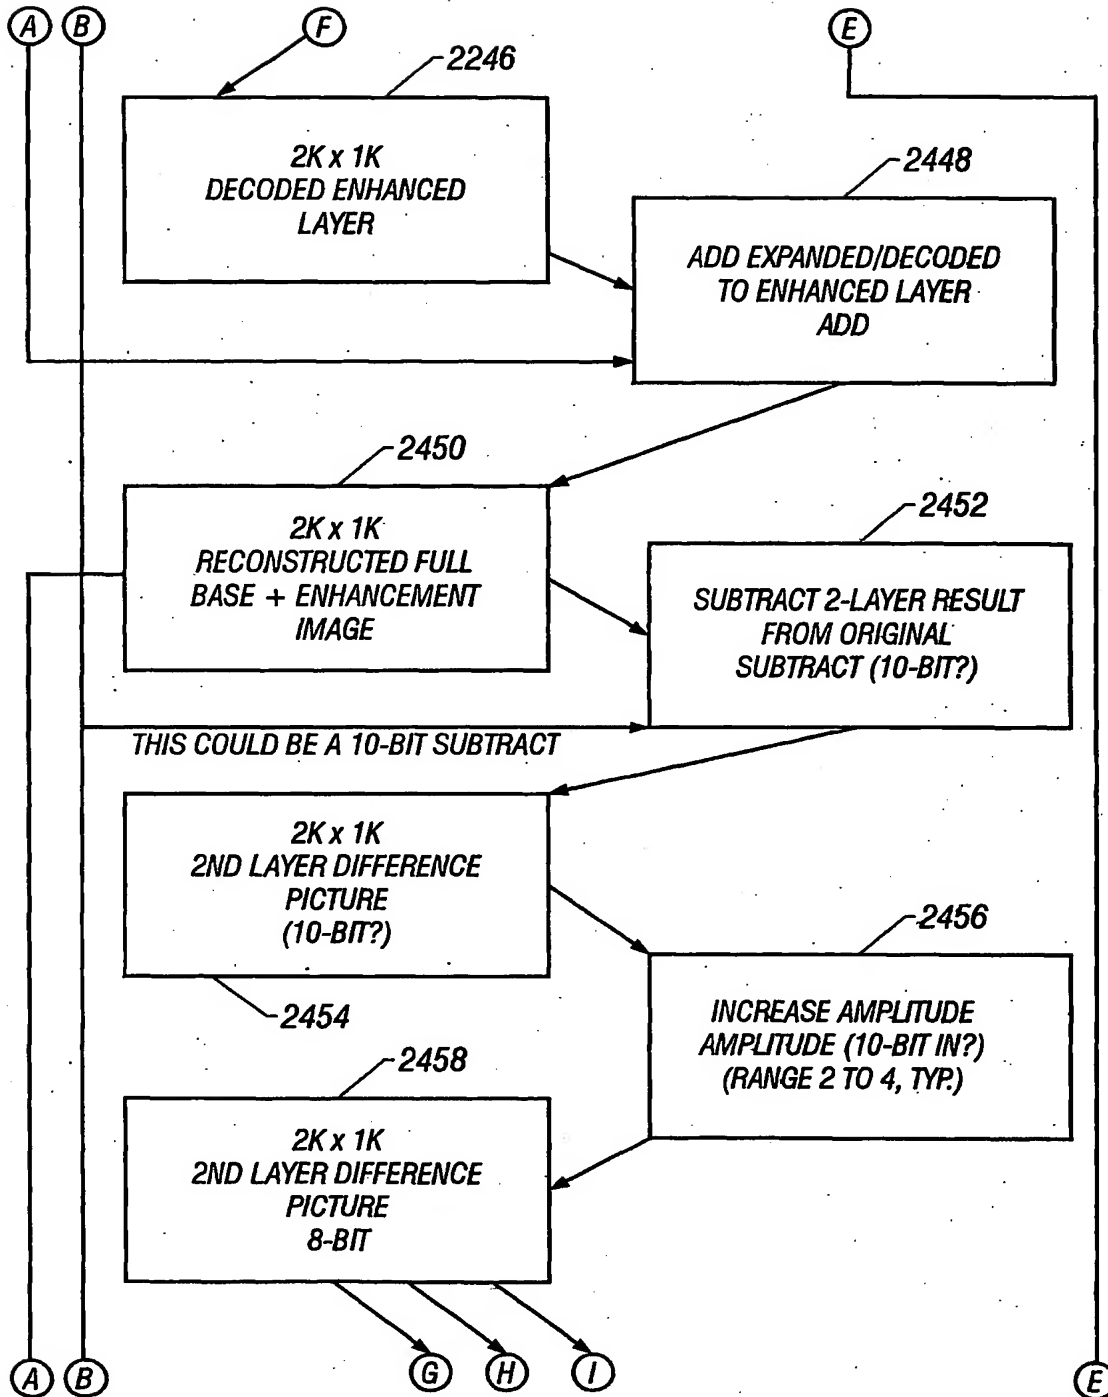 A B F E
2246
2K x 1K
DECODED ENHANCED
LAYER
2448
ADD EXPANDED/DECODED
TO ENHANCED LAYER
ADD
2450
2K x 1K
RECONSTRUCTED FULL
BASE + ENHANCEMENT
IMAGE
2452
SUBTRACT 2-LAYER RESULT
FROM ORIGINAL
SUBTRACT (10-BIT?)
THIS COULD BE A 10-BIT SUBTRACT
2K x 1K
2ND LAYER DIFFERENCE
PICTURE
(10-BIT?)
2454
2456
INCREASE AMPLITUDE
AMPLITUDE (10-BIT IN?)
(RANGE 2 TO 4, TYP.)
2458
2K x 1K
2ND LAYER DIFFERENCE
PICTURE
8-BIT
A B G H I E